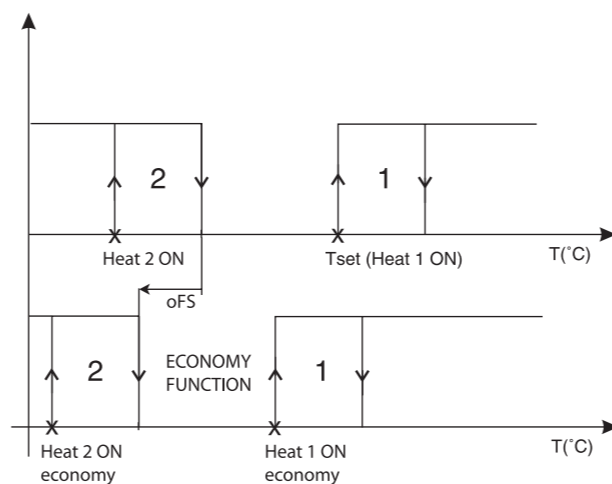 2
1
Heat 2 ON
Tset (Heat 1 ON)
T(˚C)
oFS
2
ECONOMY
FUNCTION
1
Heat 2 ON
economy
Heat 1 ON
economy
T(˚C)